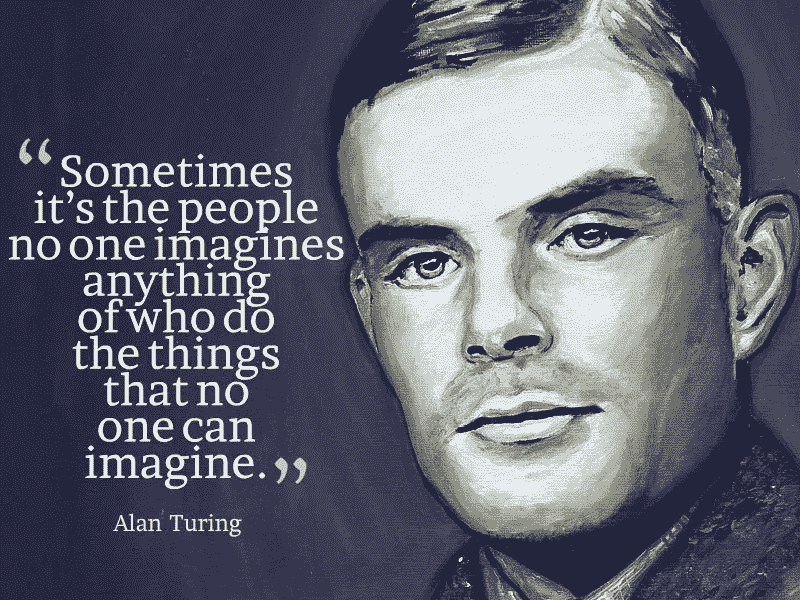 “Sometimes
it’s the people
no one imagines
anything
of who do
the things
that no
one can
imagine.”
Alan Turing